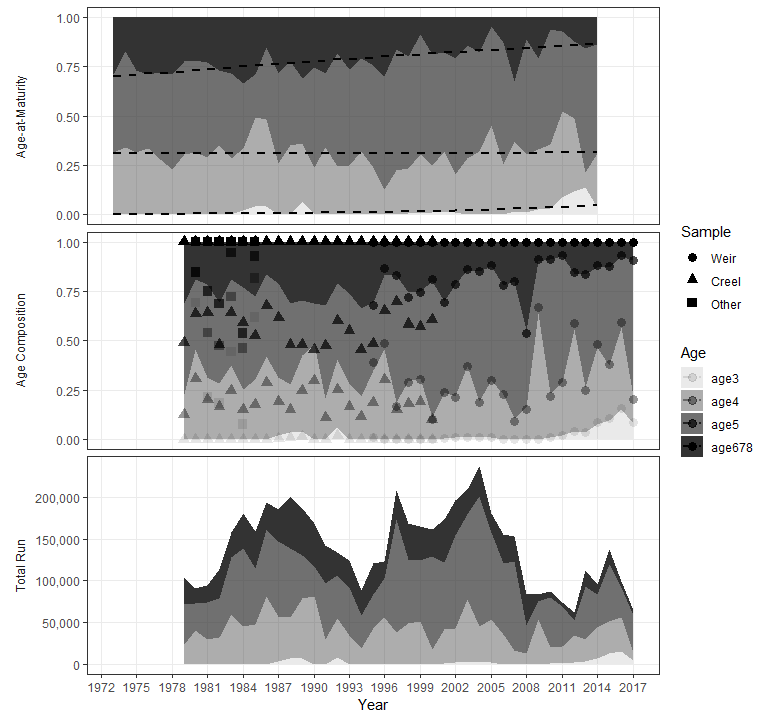 1.00
0.75
0.50
0.25
0.00
Age-at-Maturity
1.00
0.75
0.50
0.25
0.00
Age Composition
200,000
150,000
100,000
50,000
0
Total Run
1972 1975 1978 1981 1984 1987 1990 1993 1996 1999 2002 2005 2008 2011 2014 2017
Year
Sample
Weir
Creel
Other
Age
age3
age4
age5
age678